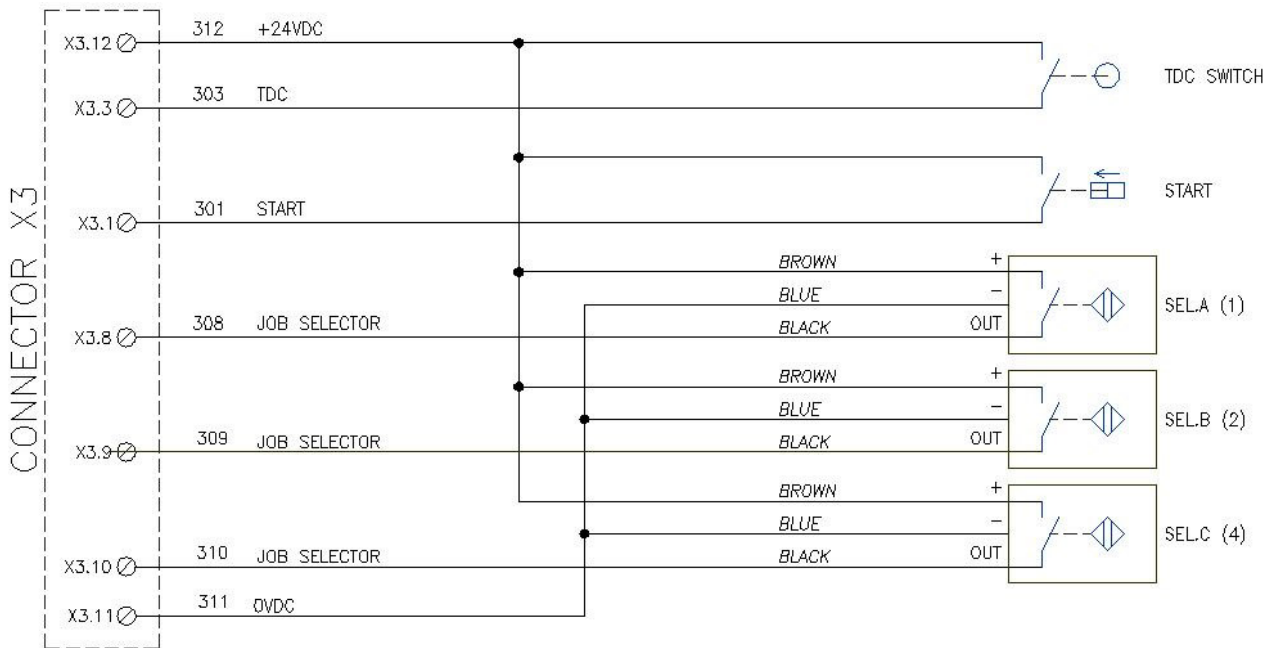 CONNECTOR X3
X3.12 312 +24VDC
TDC SWITCH
X3.3 303 TDC
START
X3.1 301 START
BROWN +
BLUE -
SEL.A (1)
X3.8 308 JOB SELECTOR BLACK OUT
BROWN +
BLUE -
SEL.B (2)
X3.9 309 JOB SELECTOR BLACK OUT
BROWN +
BLUE -
SEL.C (4)
X3.10 310 JOB SELECTOR BLACK OUT
X3.11 311 0VDC